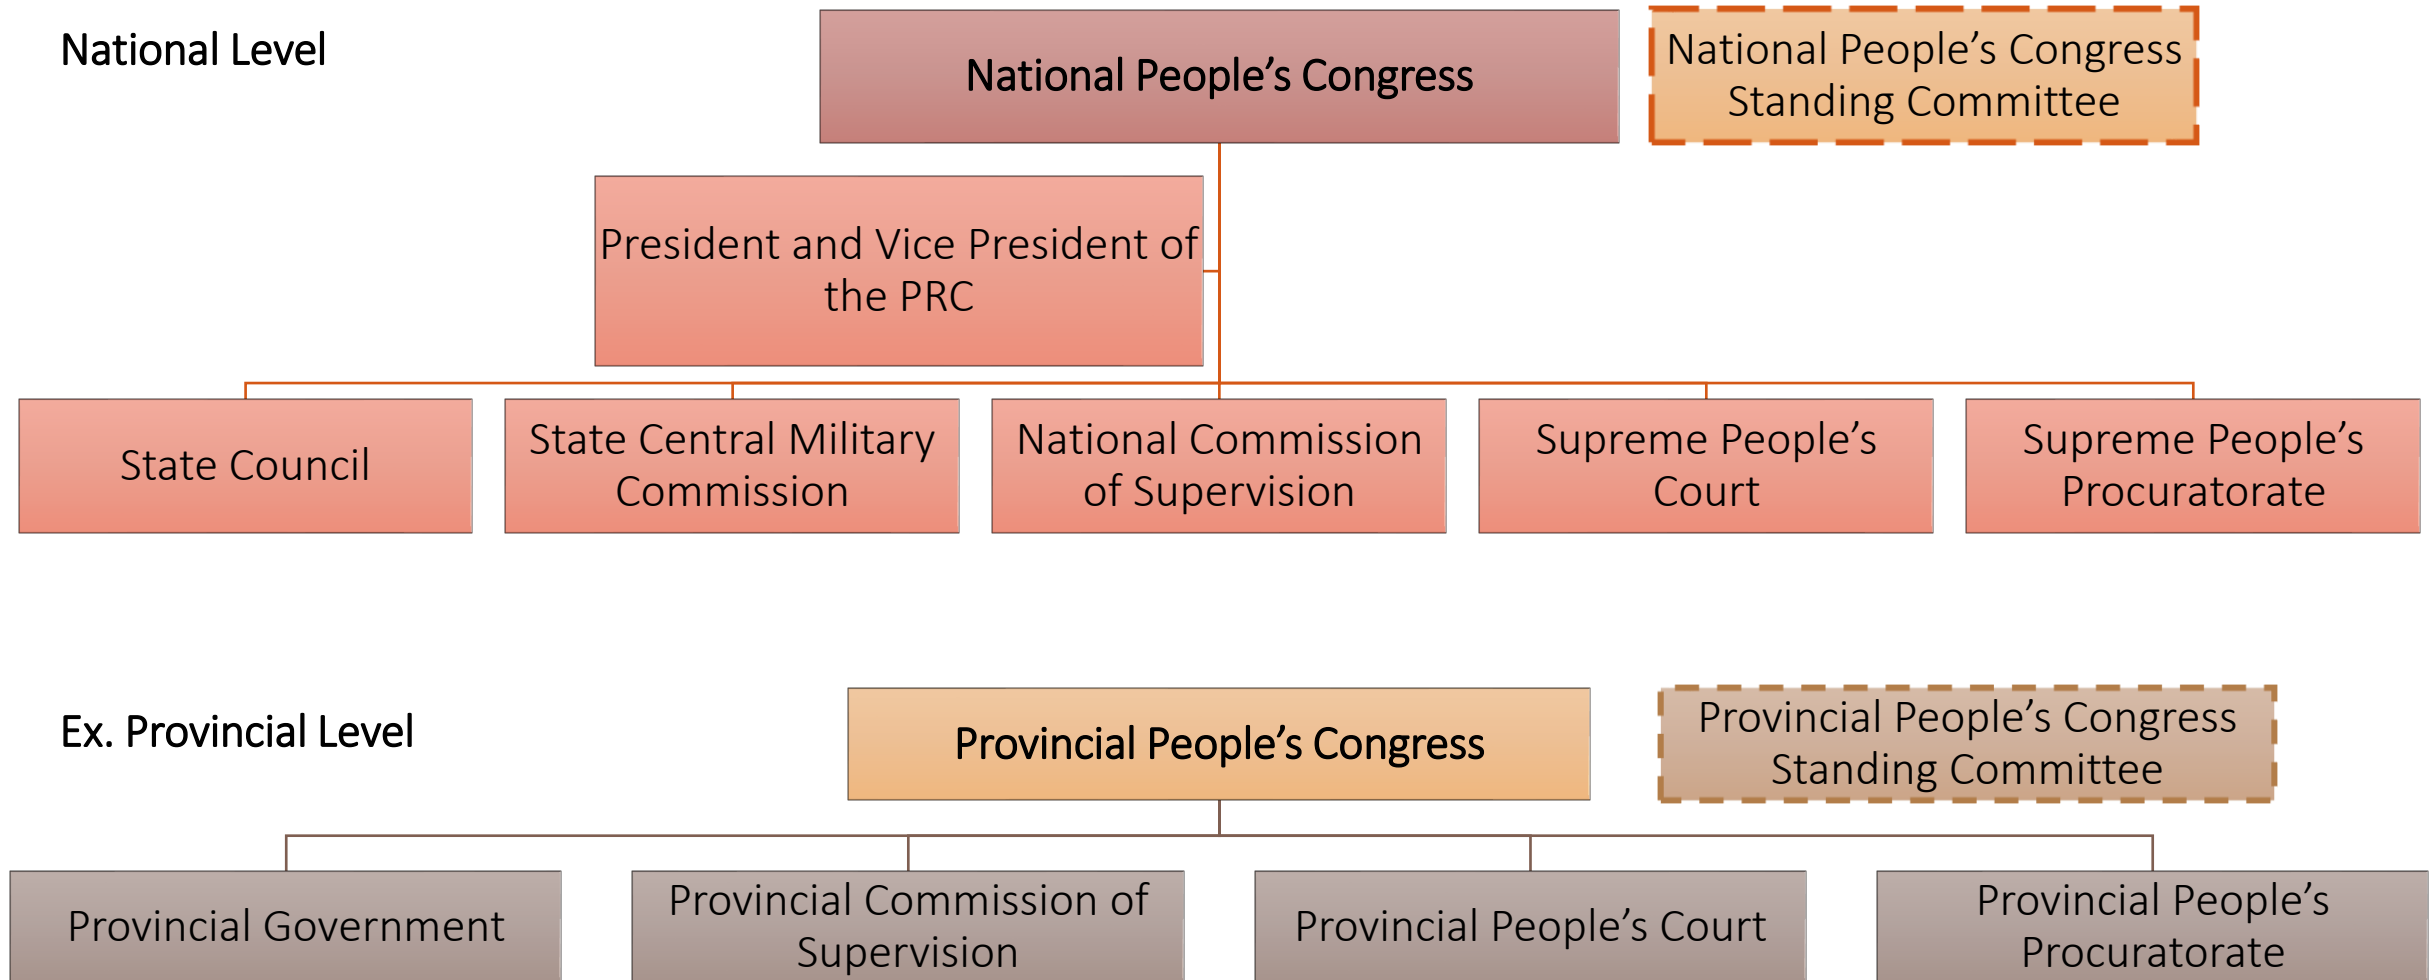 National Level
National People’s Congress
National People’s Congress
Standing Committee
President and Vice President of
the PRC
State Council
State Central Military
Commission
National Commission
of Supervision
Supreme People’s
Court
Supreme People’s
Procuratorate
Ex. Provincial Level
Provincial People’s Congress
Provincial People’s Congress
Standing Committee
Provincial Government
Provincial Commission of
Supervision
Provincial People’s Court
Provincial People’s
Procuratorate